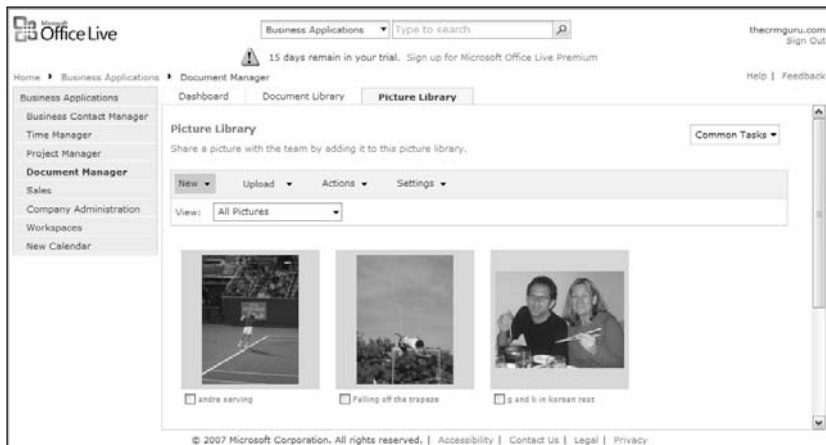 Microsoft
Office Live
Business Applications
Type to search
thecrmguru.com
Sign Out
15 days remain in your trial. Sign up for Microsoft Office Live Premium
Home Business Applications Document Manager
Help | Feedback
Business Applications
Business Contact Manager
Time Manager
Project Manager
Document Manager
Sales
Company Administration
Workspaces
New Calendar
Dashboard Document Library Picture Library
Picture Library
Common Tasks
Share a picture with the team by adding it to this picture library.
New Upload Actions Settings
View: All Pictures
andre serving
Falling off the trapeze
g and k in korean rest
© 2007 Microsoft Corporation. All rights reserved. | Accessibility | Contact Us | Legal | Privacy